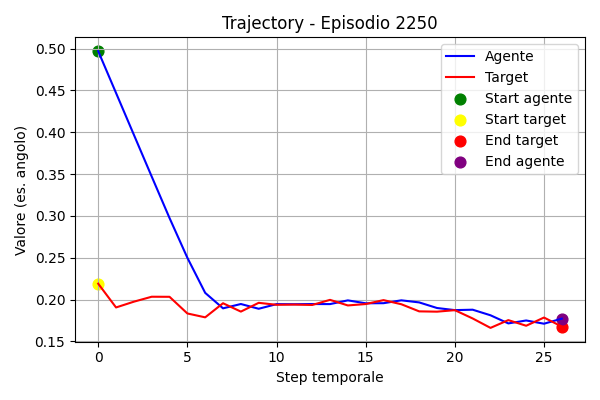 Trajectory - Episodio 2250
Valore (es. angolo)
0.50
0.45
0.40
0.35
0.30
0.25
0.20
0.15
Agente
Target
Start agente
Start target
End target
End agente
0 5 10 15 20 25
Step temporale